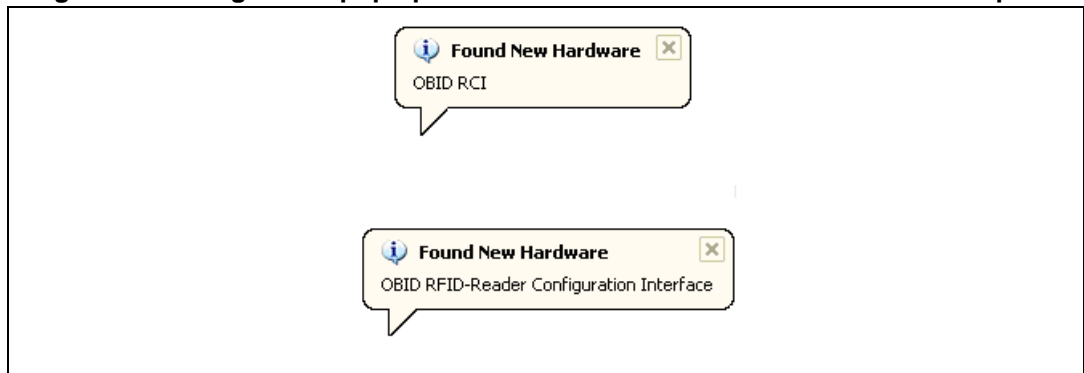 Found New Hardware
OBID RCI
Found New Hardware
OBID RFID-Reader Configuration Interface